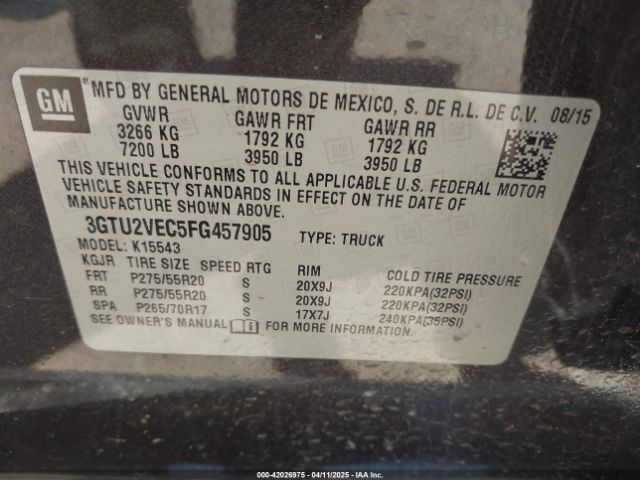 GM ®MFD BY GENERAL MOTORS DE MEXICO, S. DE R.L. DE C.V. 08/15
GVWR GAWR FRT GAWR RR
3266 KG 1792 KG 1792 KG
7200 LB 3950 LB 3950 LB
THIS VEHICLE CONFORMS TO ALL APPLICABLE U.S. FEDERAL MOTOR
VEHICLE SAFETY STANDARDS IN EFFECT ON THE DATE OF
MANUFACTURE SHOWN ABOVE.
3GTU2VEC5FG457905 TYPE: TRUCK
MODEL: K15543
KGJR TIRE SIZE SPEED RTG RIM COLD TIRE PRESSURE
FRT P275/55R20 S 20X9J 220KPA(32PSI)
RR P275/55R20 S 20X9J 220KPA(32PSI)
SPA P265/70R17 S 17X7J 240KPA(35PSI)
SEE OWNER'S MANUAL FOR MORE INFORMATION.
000-42026975 - 04/11/2025 - IAA Inc.